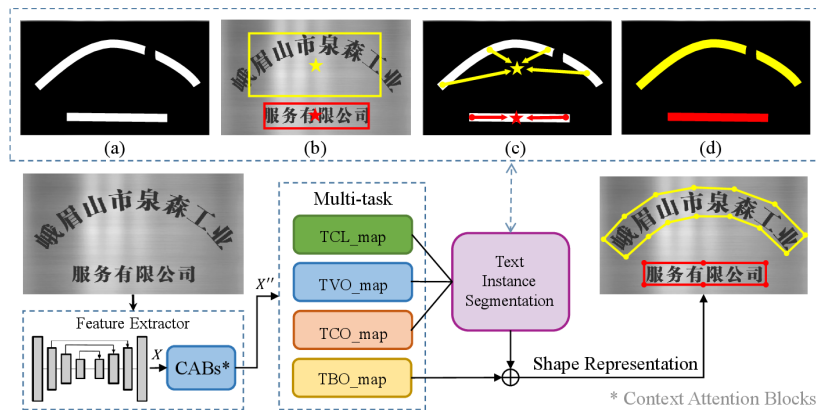 峨眉山市泉森工业
服务有限公司
(a)
(b)
(c)
(d)
峨眉山市泉森工业
服务有限公司
Feature Extractor
X
CABs*
X''
Multi-task
TCL_map
TVO_map
TCO_map
TBO_map
Text
Instance
Segmentation
Shape Representation
峨眉山市泉森工业
服务有限公司
* Context Attention Blocks